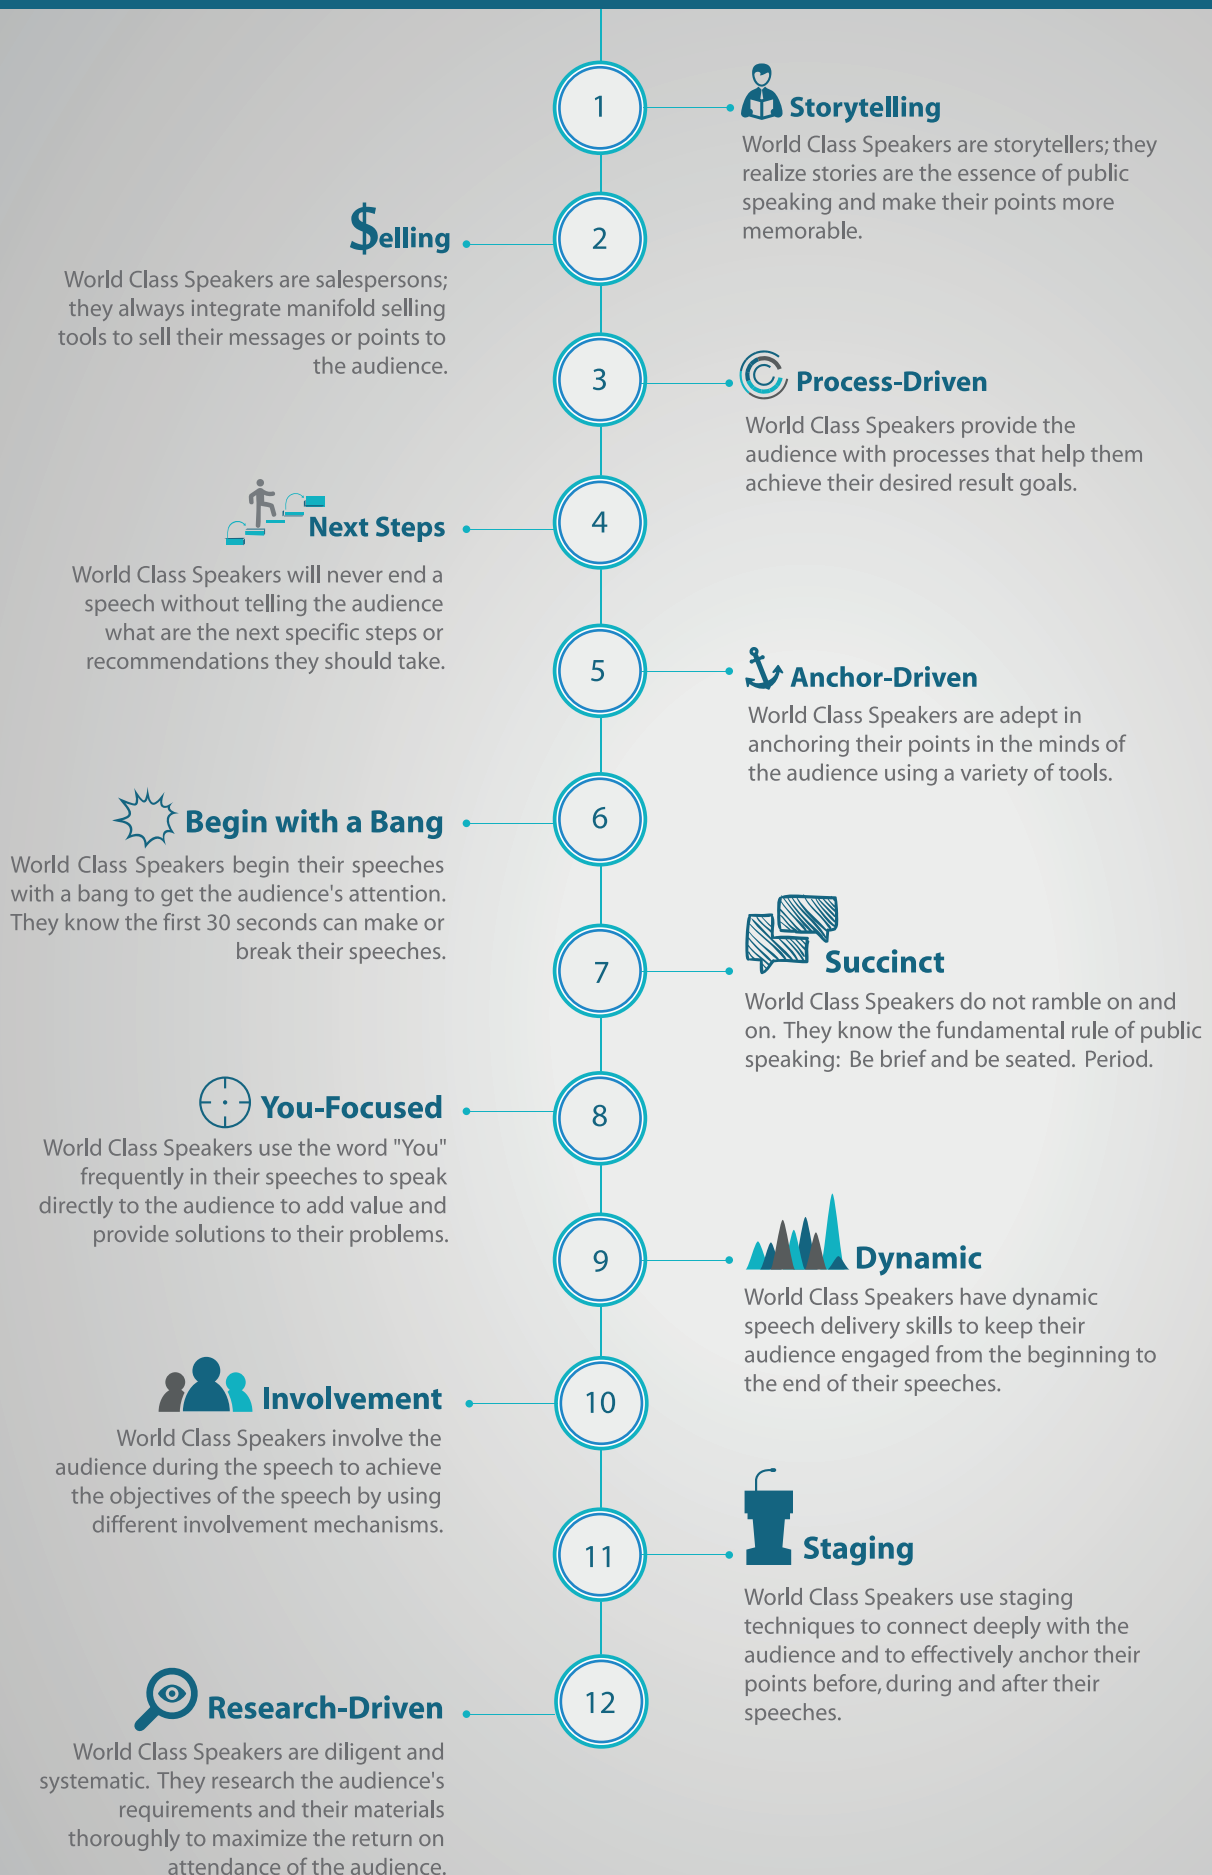 1
Storytelling
World Class Speakers are storytellers; they
realize stories are the essence of public
speaking and make their points more
memorable.
2
$elling
World Class Speakers are salespersons;
they always integrate manifold selling
tools to sell their messages or points to
the audience.
3
Process-Driven
World Class Speakers provide the
audience with processes that help them
achieve their desired result goals.
4
Next Steps
World Class Speakers will never end a
speech without telling the audience
what are the next specific steps or
recommendations they should take.
5
Anchor-Driven
World Class Speakers are adept in
anchoring their points in the minds of
the audience using a variety of tools.
6
Begin with a Bang
World Class Speakers begin their speeches
with a bang to get the audience's attention.
They know the first 30 seconds can make or
break their speeches.
7
Succinct
World Class Speakers do not ramble on and
on. They know the fundamental rule of public
speaking: Be brief and be seated. Period.
8
You-Focused
World Class Speakers use the word "You"
frequently in their speeches to speak
directly to the audience to add value and
provide solutions to their problems.
9
Dynamic
World Class Speakers have dynamic
speech delivery skills to keep their
audience engaged from the beginning to
the end of their speeches.
10
Involvement
World Class Speakers involve the
audience during the speech to achieve
the objectives of the speech by using
different involvement mechanisms.
11
Staging
World Class Speakers use staging
techniques to connect deeply with the
audience and to effectively anchor their
points before, during and after their
speeches.
12
Research-Driven
World Class Speakers are diligent and
systematic. They research the audience's
requirements and their materials
thoroughly to maximize the return on
attendance of the audience.